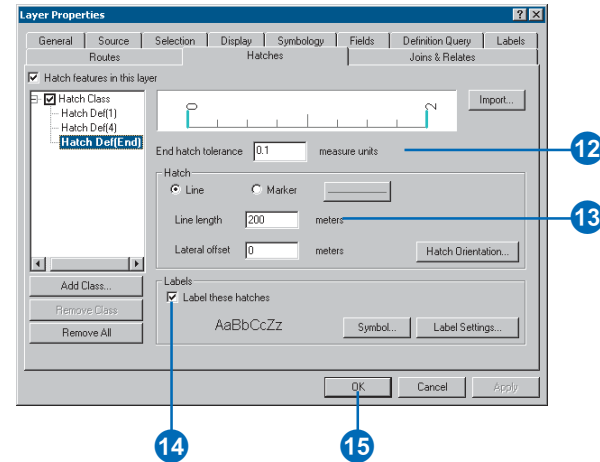 Layer Properties
General Source Selection Display Symbology Fields Definition Query Labels
Routes Hatches Joins & Relates
Hatch features in this layer
Hatch Class
Hatch Def(1)
Hatch Def(4)
Hatch Def(End)
0 2
Import...
End hatch tolerance 0.1 measure units
12
Hatch
Line Marker
Line length 200 meters
13
Lateral offset 0 meters
Hatch Orientation...
Add Class...
Remove Class
Remove All
Labels
Label these hatches
AaBbCcZz
Symbol...
Label Settings...
OK Cancel Apply
14 15